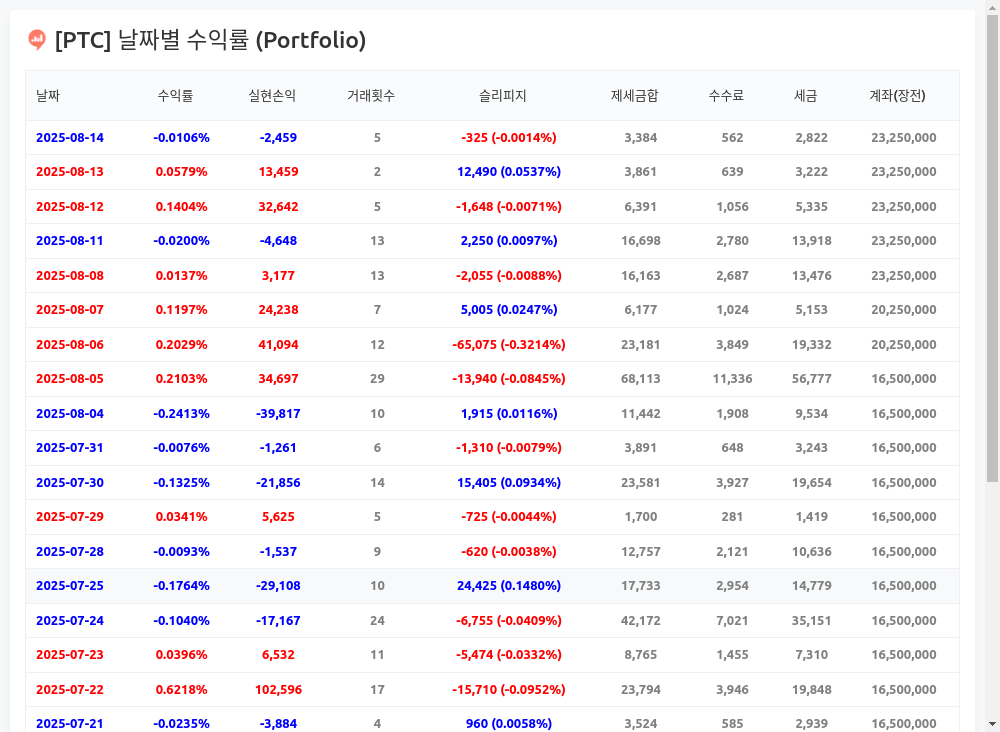 [PTC] 날짜별 수익률 (Portfolio)
날짜 수익률 실현손익 거래횟수 슬리피지 제세금합 수수료 세금 계좌(장전)
2025-08-14 -0.0106% -2,459 5 -325 (-0.0014%) 3,384 562 2,822 23,250,000
2025-08-13 0.0579% 13,459 2 12,490 (0.0537%) 3,861 639 3,222 23,250,000
2025-08-12 0.1404% 32,642 5 -1,648 (-0.0071%) 6,391 1,056 5,335 23,250,000
2025-08-11 -0.0200% -4,648 13 2,250 (0.0097%) 16,698 2,780 13,918 23,250,000
2025-08-08 0.0137% 3,177 13 -2,055 (-0.0088%) 16,163 2,687 13,476 23,250,000
2025-08-07 0.1197% 24,238 7 5,005 (0.0247%) 6,177 1,024 5,153 20,250,000
2025-08-06 0.2029% 41,094 12 -65,075 (-0.3214%) 23,181 3,849 19,332 20,250,000
2025-08-05 0.2103% 34,697 29 -13,940 (-0.0845%) 68,113 11,336 56,777 16,500,000
2025-08-04 -0.2413% -39,817 10 1,915 (0.0116%) 11,442 1,908 9,534 16,500,000
2025-07-31 -0.0076% -1,261 6 -1,310 (-0.0079%) 3,891 648 3,243 16,500,000
2025-07-30 -0.1325% -21,856 14 15,405 (0.0934%) 23,581 3,927 19,654 16,500,000
2025-07-29 0.0341% 5,625 5 -725 (-0.0044%) 1,700 281 1,419 16,500,000
2025-07-28 -0.0093% -1,537 9 -620 (-0.0038%) 12,757 2,121 10,636 16,500,000
2025-07-25 -0.1764% -29,108 10 24,425 (0.1480%) 17,733 2,954 14,779 16,500,000
2025-07-24 -0.1040% -17,167 24 -6,755 (-0.0409%) 42,172 7,021 35,151 16,500,000
2025-07-23 0.0396% 6,532 11 -5,474 (-0.0332%) 8,765 1,455 7,310 16,500,000
2025-07-22 0.6218% 102,596 17 -15,710 (-0.0952%) 23,794 3,946 19,848 16,500,000
2025-07-21 -0.0235% -3,884 4 960 (0.0058%) 3,524 585 2,939 16,500,000